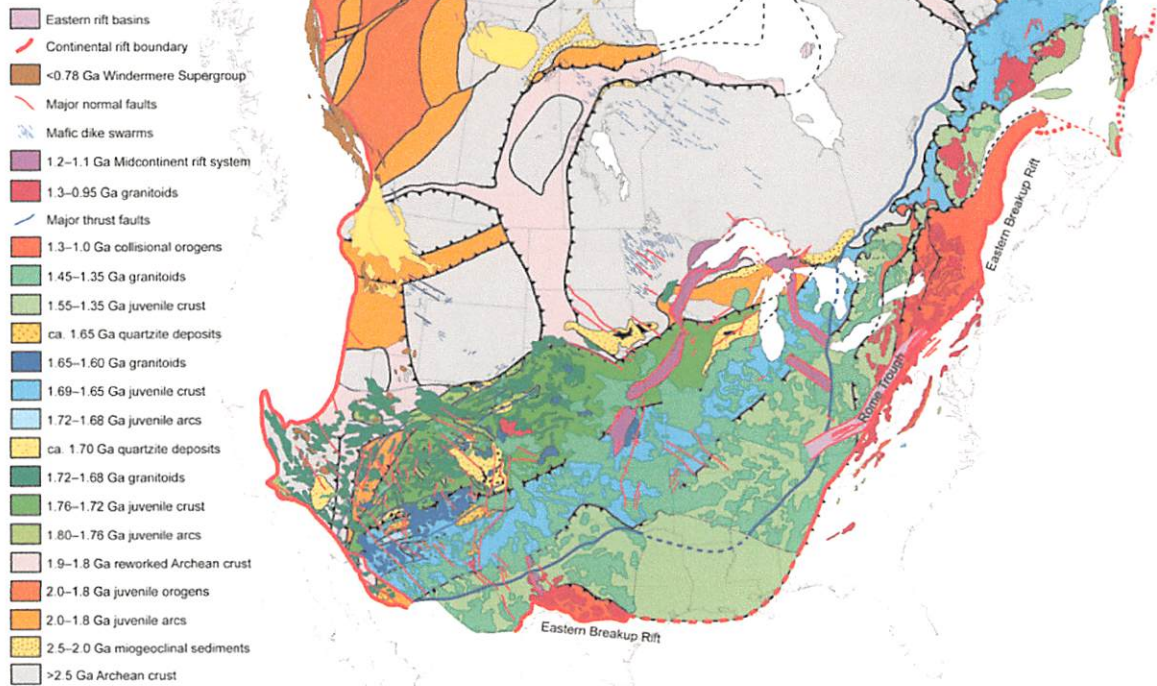 Eastern rift basins
Continental rift boundary
<0.78 Ga Windermere Supergroup
Major normal faults
Mafic dike swarms
1.2–1.1 Ga Midcontinent rift system
1.3–0.95 Ga granitoids
Major thrust faults
1.3–1.0 Ga collisional orogens
1.45–1.35 Ga granitoids
1.55–1.35 Ga juvenile crust
ca. 1.65 Ga quartzite deposits
1.65–1.60 Ga granitoids
1.69–1.65 Ga juvenile crust
1.72–1.68 Ga juvenile arcs
ca. 1.70 Ga quartzite deposits
1.72–1.68 Ga granitoids
1.76–1.72 Ga juvenile crust
1.80–1.76 Ga juvenile arcs
1.9–1.8 Ga reworked Archean crust
2.0–1.8 Ga juvenile orogens
2.0–1.8 Ga juvenile arcs
2.5–2.0 Ga miogeoclinal sediments
>2.5 Ga Archean crust
Eastern Breakup Rift
Rome Trough
Eastern Breakup Rift